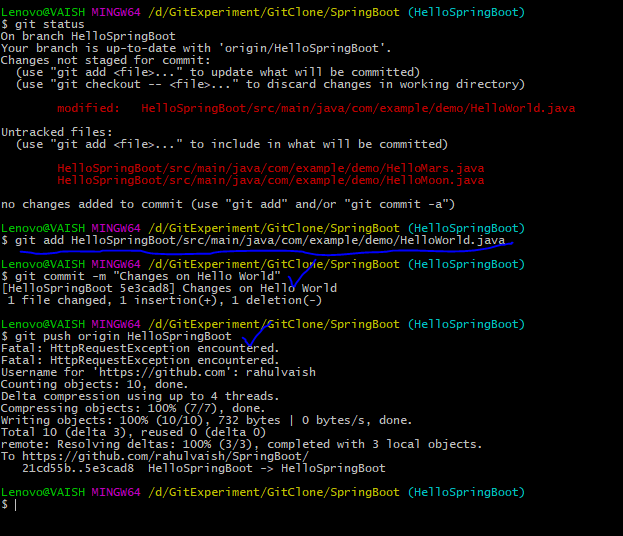 Lenovo@VAISH MINGW64 /d/GitExperiment/GitClone/SpringBoot (HelloSpringBoot)
$ git status
On branch HelloSpringBoot
Your branch is up-to-date with 'origin/HelloSpringBoot'.
Changes not staged for commit:
  (use "git add <file>..." to update what will be committed)
  (use "git checkout -- <file>..." to discard changes in working directory)

        modified:   HelloSpringBoot/src/main/java/com/example/demo/HelloWorld.java

Untracked files:
  (use "git add <file>..." to include in what will be committed)

        HelloSpringBoot/src/main/java/com/example/demo/HelloMars.java
        HelloSpringBoot/src/main/java/com/example/demo/HelloMoon.java

no changes added to commit (use "git add" and/or "git commit -a")

Lenovo@VAISH MINGW64 /d/GitExperiment/GitClone/SpringBoot (HelloSpringBoot)
$ git add HelloSpringBoot/src/main/java/com/example/demo/HelloWorld.java

Lenovo@VAISH MINGW64 /d/GitExperiment/GitClone/SpringBoot (HelloSpringBoot)
$ git commit -m "Changes on Hello World"
[HelloSpringBoot 5e3cad8] Changes on Hello World
 1 file changed, 1 insertion(+), 1 deletion(-)

Lenovo@VAISH MINGW64 /d/GitExperiment/GitClone/SpringBoot (HelloSpringBoot)
$ git push origin HelloSpringBoot
Fatal: HttpRequestException encountered.
Fatal: HttpRequestException encountered.
Username for 'https://github.com': rahulvaish
Counting objects: 10, done.
Delta compression using up to 4 threads.
Compressing objects: 100% (7/7), done.
Writing objects: 100% (10/10), 732 bytes | 0 bytes/s, done.
Total 10 (delta 3), reused 0 (delta 0)
remote: Resolving deltas: 100% (3/3), completed with 3 local objects.
To https://github.com/rahulvaish/SpringBoot/
   21cd55b..5e3cad8  HelloSpringBoot -> HelloSpringBoot

Lenovo@VAISH MINGW64 /d/GitExperiment/GitClone/SpringBoot (HelloSpringBoot)
$